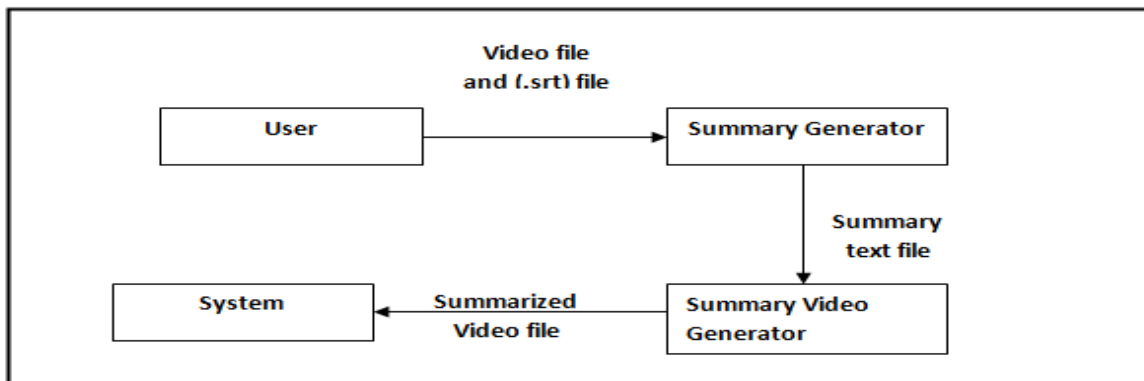 Video file
and (.srt) file
User
Summary Generator
Summary
text file
System
Summarized
Video file
Summary Video
Generator